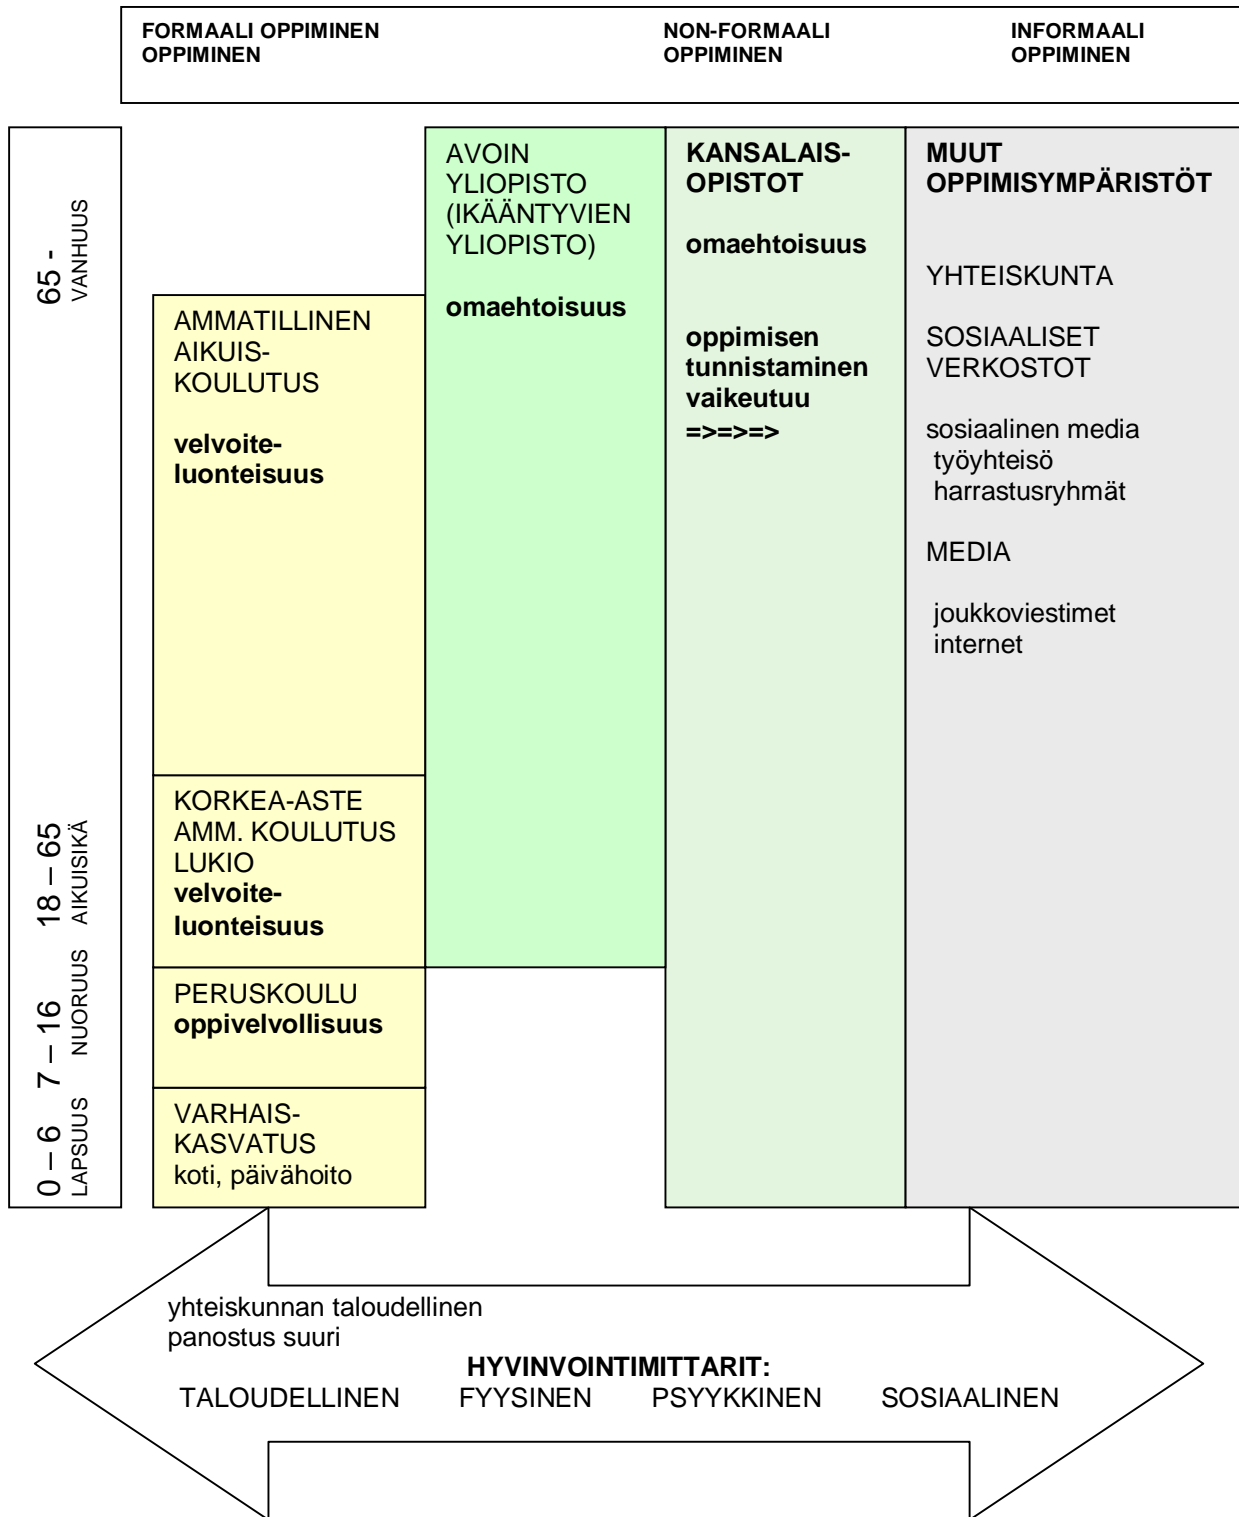 FORMAALI OPPIMINEN
OPPIMINEN
NON-FORMAALI
OPPIMINEN
INFORMAALI
OPPIMINEN
65 -
VANHUUS
18 – 65
AIKUISIKÄ
7 – 16
NUORUUS
0 – 6
LAPSUUS
AMMATILLINEN
AIKUIS-
KOULUTUS
velvoite-
luonteisuus
KORKEA-ASTE
AMM. KOULUTUS
LUKIO
velvoite-
luonteisuus
PERUSKOULU
oppivelvollisuus
VARHAIS-
KASVATUS
koti, päivähoito
AVOIN
YLIOPISTO
(IKÄÄNTYVIEN
YLIOPISTO)
omaehtoisuus
KANSALAIS-
OPISTOT
omaehtoisuus
oppimisen
tunnistaminen
vaikeutuu
=>=>=>
MUUT
OPPIMISYMPÄRISTÖT
YHTEISKUNTA
SOSIAALISET
VERKOSTOT
sosiaalinen media
työyhteisö
harrastusryhmät
MEDIA
joukkoviestimet
internet
yhteiskunnan taloudellinen
panostus suuri
HYVINVOINTIMITTARIT:
TALOUDELLINEN FYYSINEN PSYYKKINEN SOSIAALINEN